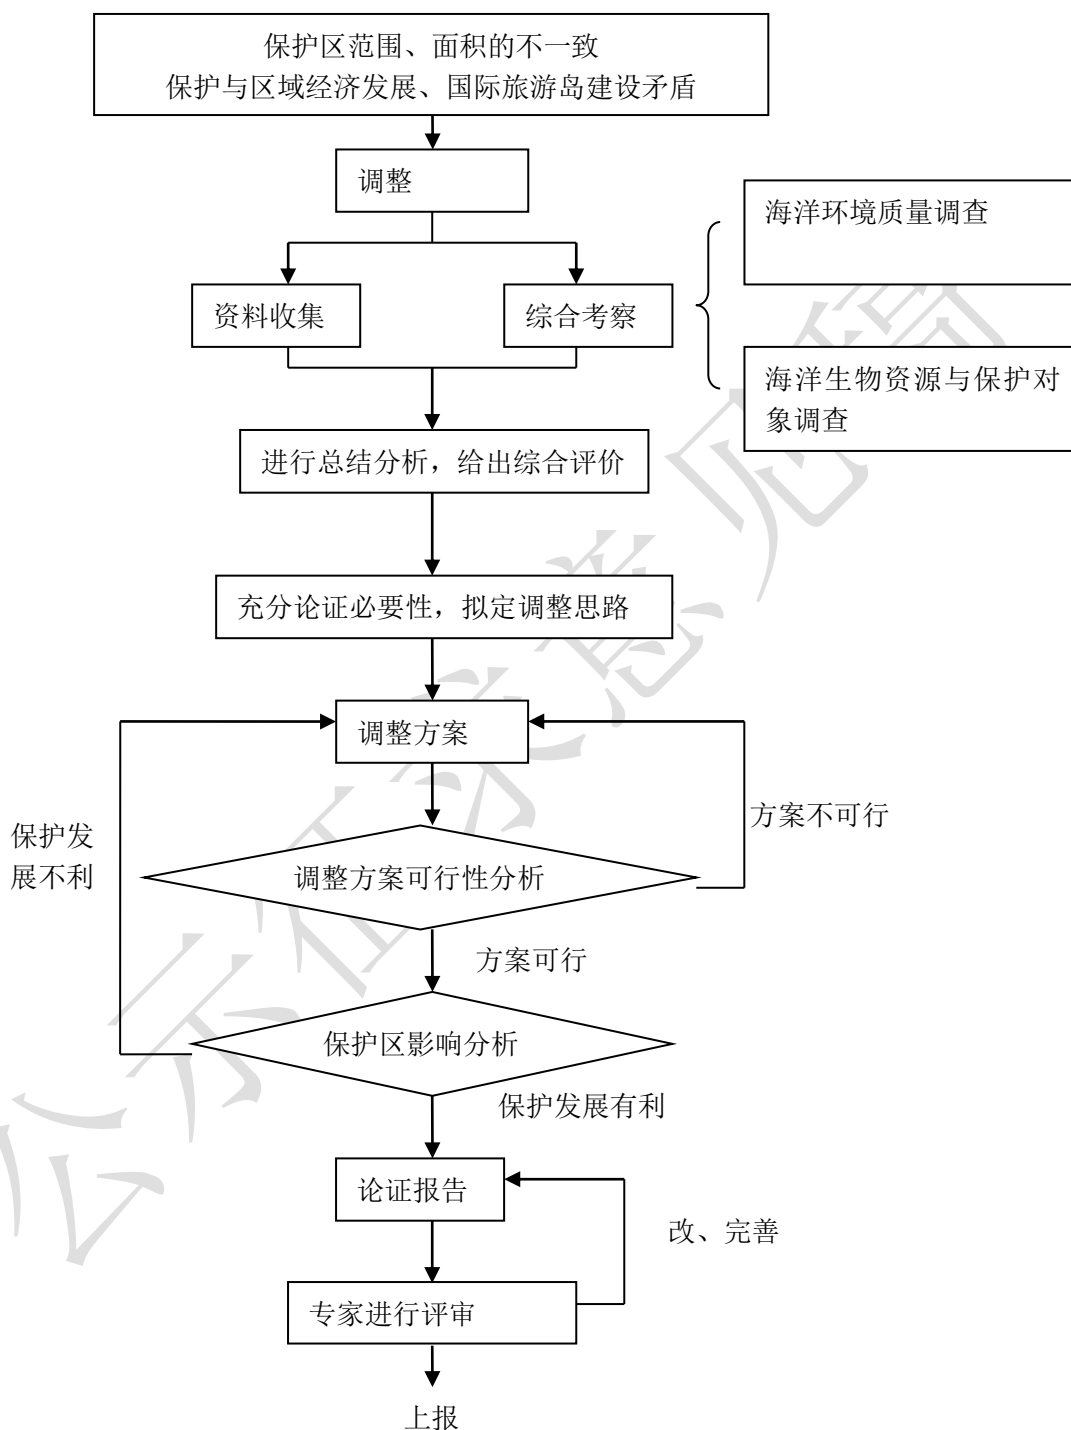 保护区范围、面积的不一致
保护与区域经济发展、国际旅游岛建设矛盾
调整
海洋环境质量调查
资料收集
综合考察
海洋生物资源与保护对
象调查
进行总结分析，给出综合评价
充分论证必要性，拟定调整思路
调整方案
方案不可行
保护发
展不利
调整方案可行性分析
方案可行
保护区影响分析
保护发展有利
论证报告
改、完善
专家进行评审
上报
公示征求意见稿